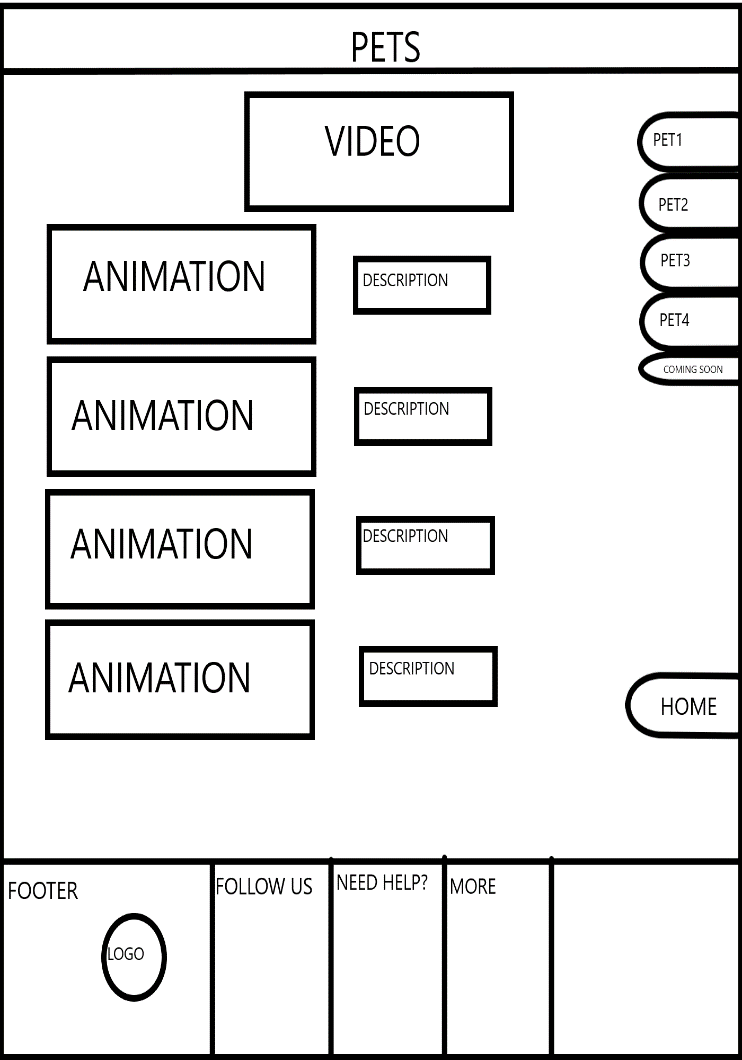 PETS
VIDEO
PET1
PET2
PET3
PET4
COMING SOON
ANIMATION
DESCRIPTION
ANIMATION
DESCRIPTION
ANIMATION
DESCRIPTION
ANIMATION
DESCRIPTION
HOME
FOOTER
LOGO
FOLLOW US
NEED HELP?
MORE